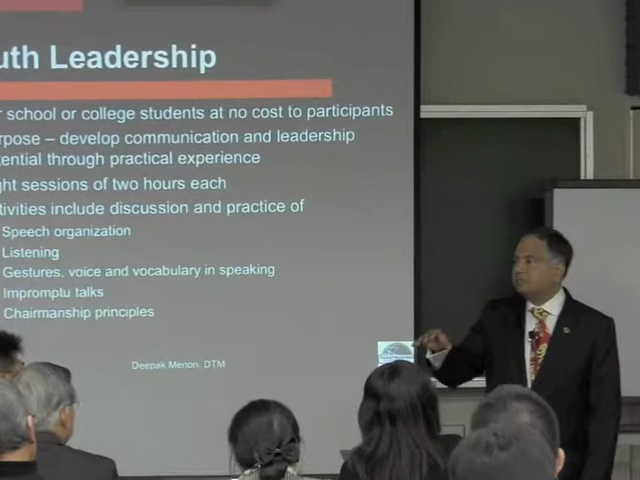 uth Leadership
r school or college students at no cost to participants
rpose – develop communication and leadership
tential through practical experience
ght sessions of two hours each
tivities include discussion and practice of
Speech organization
Listening
Gestures, voice and vocabulary in speaking
Impromptu talks
Chairmanship principles
Deepak Menon, DTM